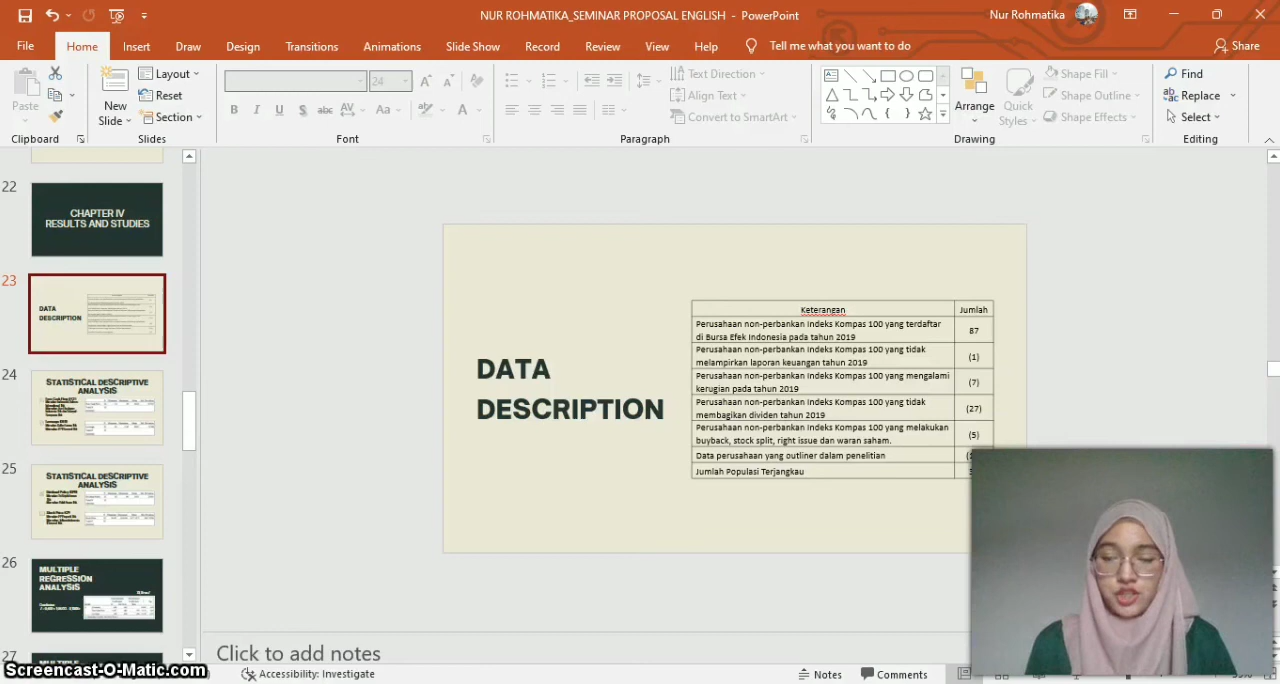 NUR ROHMATIKA_SEMINAR PROPOSAL ENGLISH - PowerPoint
Nur Rohmatika
File Home Insert Draw Design Transitions Animations Slide Show Record Review View Help Tell me what you want to do Share
Paste
Clipboard
New
Slide
Layout
Reset
Section
Slides
24
B I U S abc AV Aa A
Font
Text Direction
Align Text
Convert to SmartArt
Paragraph
Arrange
Quick
Styles
Shape Fill
Shape Outline
Shape Effects
Drawing
Find
Replace
Select
Editing
22
CHAPTER IV
RESULTS AND STUDIES
23
DATA
DESCRIPTION
24
STATISTICAL DESCRIPTIVE
ANALYSIS
25
STATISTICAL DESCRIPTIVE
ANALYSIS
26
MULTIPLE
REGRESSION
ANALYSIS
27
DATA
DESCRIPTION
Keterangan Jumlah
Perusahaan non-perbankan Indeks Kompas 100 yang terdaftar
di Bursa Efek Indonesia pada tahun 2019 87
Perusahaan non-perbankan Indeks Kompas 100 yang tidak
melampirkan laporan keuangan tahun 2019 (1)
Perusahaan non-perbankan Indeks Kompas 100 yang mengalami
kerugian pada tahun 2019 (7)
Perusahaan non-perbankan Indeks Kompas 100 yang tidak
membagikan dividen tahun 2019 (27)
Perusahaan non-perbankan Indeks Kompas 100 yang melakukan
buyback, stock split, right issue dan waran saham. (5)
Data perusahaan yang outliner dalam penelitian
Jumlah Populasi Terjangkau
Click to add notes
Screencast-O-Matic.com
Accessibility: Investigate
Notes
Comments